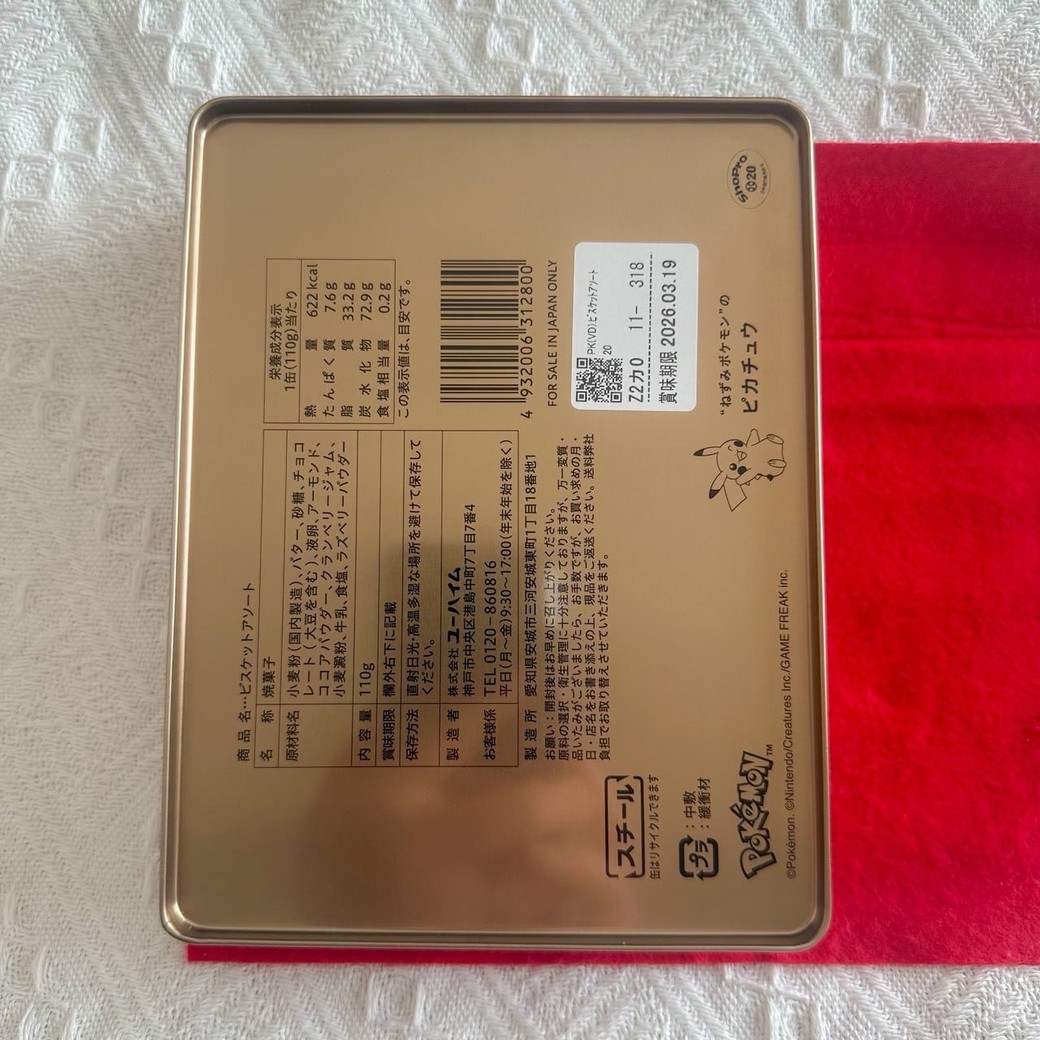 商品名…ビスケットアソート
名称 焼菓子
原材料名 小麦粉(国内製造)、バター、砂糖、チョコ
レート(大豆を含む)、液卵、アーモンド、
ココアパウダー、クランベリージャム、
小麦澱粉、牛乳、食塩、ラズベリーパウダー
内容量 110g
賞味期限 欄外右下に記載
保存方法 直射日光・高温多湿な場所を避けて保存して
ください。
製造者 株式会社 ユーハイム
神戸市中央区港島中町7丁目7番4
お客様係 TEL 0120-860816
平日(月〜金)9:30〜17:00(年末年始を除く)
製造所 愛知県安城市三河安城東町1丁目18番地1
お願い:開封後はお早めに召し上がりください。
原料の選択・衛生管理に十分注意しておりますが、万一変質・
品いたみがございましたら、お手数ですが、お買い求めの月・
日・店名をお書き添えの上、現品をご返送ください。送料弊社
負担でお取り替えさせていただきます。
栄養成分表示
1缶(110g)当たり
熱量 622kcal
たんぱく質 7.6g
脂質 33.2g
炭水化物 72.9g
食塩相当量 0.2g
この表示値は、目安です。
4 932006 312800
FOR SALE IN JAPAN ONLY
PK(VD).ビスケットアソート
20
Z2カ0 11- 318
賞味期限 2026.03.19
スチール
缶はリサイクルできます
プラ :中敷
:緩衝材
"ねずみポケモン"の
ピカチュウ
ShoPro
20
POKéMON™
©Pokémon. ©Nintendo/Creatures Inc./GAME FREAK inc.